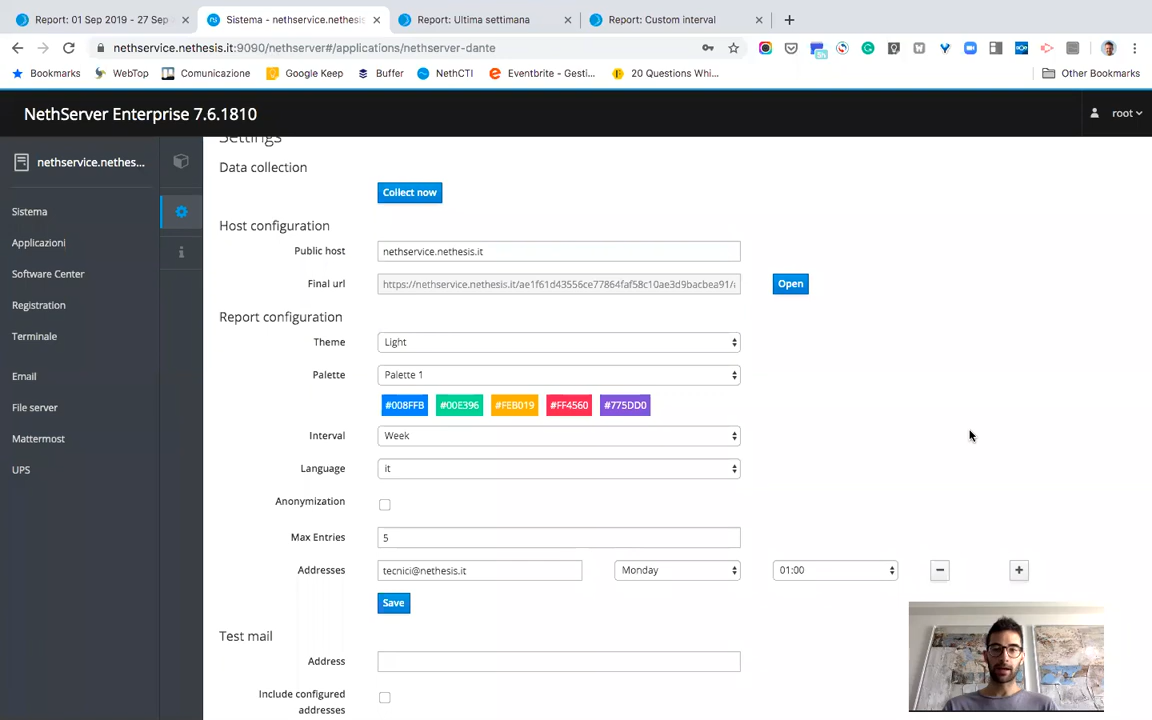 Report: 01 Sep 2019 - 27 Sep
Sistema - nethservice.nethesis
Report: Ultima settimana
Report: Custom interval
nethservice.nethesis.it:9090/nethserver#/applications/nethserver-dante
Bookmarks
WebTop
Comunicazione
Google Keep
Buffer
NethCTI
Eventbrite - Gesti...
20 Questions Whi...
Other Bookmarks
NethServer Enterprise 7.6.1810
root
nethservice.nethes...
Sistema
Applicazioni
Software Center
Registration
Terminale
Email
File server
Mattermost
UPS
Settings
Data collection
Collect now
Host configuration
Public host
nethservice.nethesis.it
Final url
https://nethservice.nethesis.it/ae1f61d43556ce77864faf58c10ae3d9bacbea91/
Open
Report configuration
Theme
Light
Palette
Palette 1
#008FFB
#00E396
#FEB019
#FF4560
#775DD0
Interval
Week
Language
it
Anonymization
Max Entries
5
Addresses
tecnici@nethesis.it
Monday
01:00
Save
Test mail
Address
Include configured
addresses